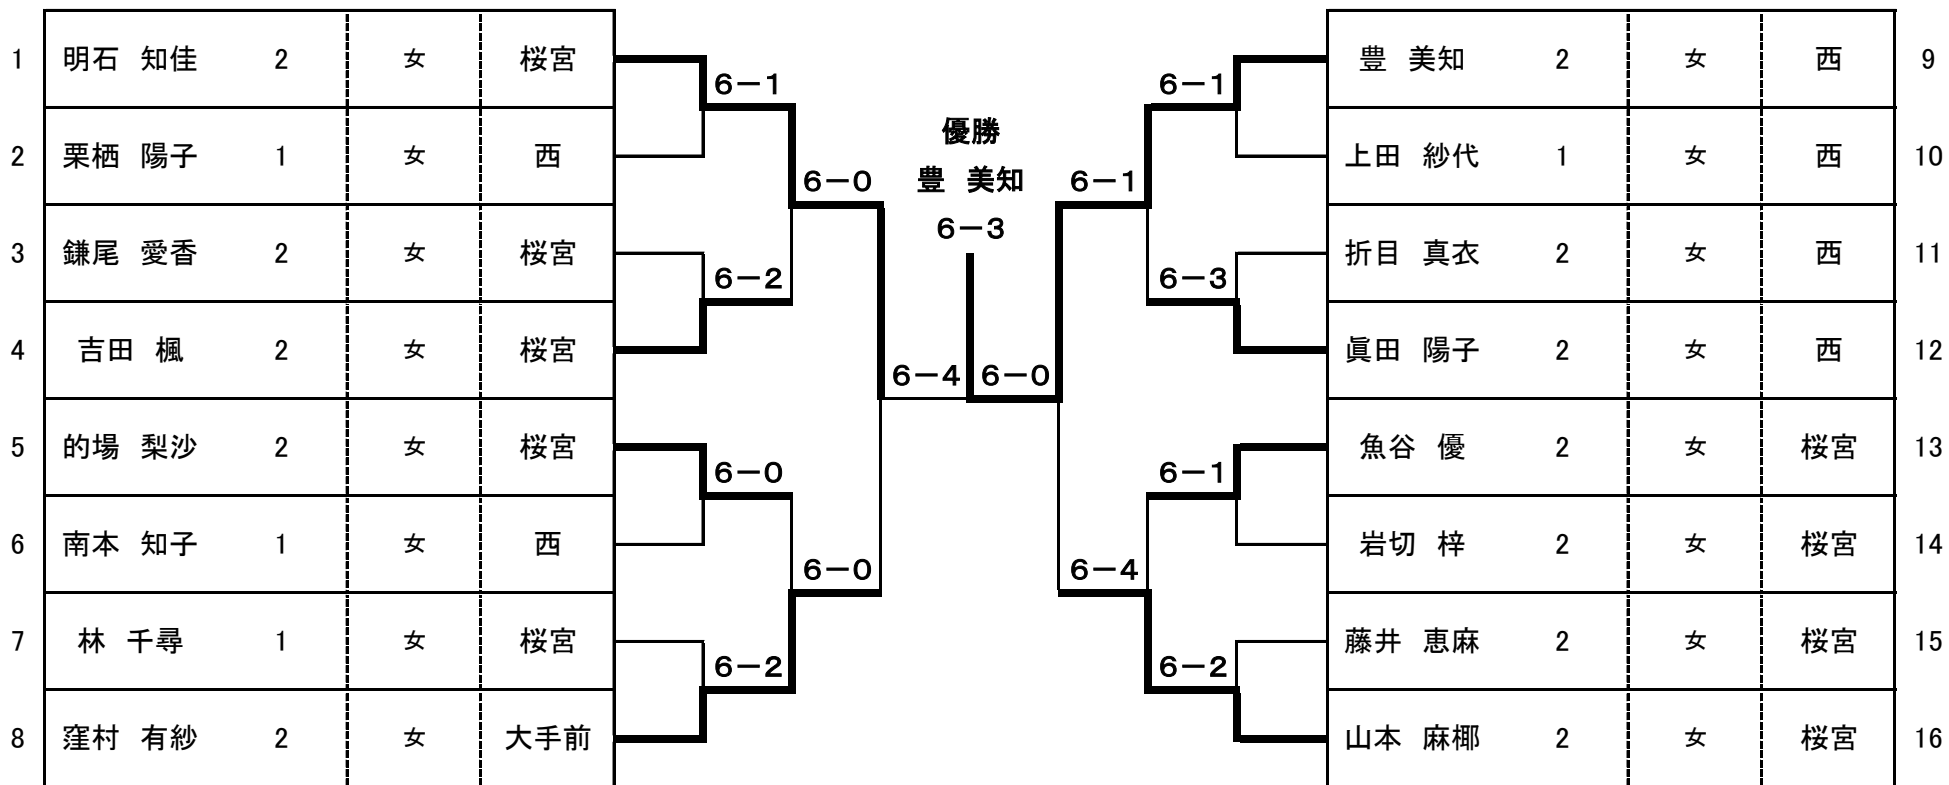 1 明石 知佳 2 女 桜宮
豊 美知 2 女 西 9
6-1
6-1
優勝
2 栗栖 陽子 1 女 西
上田 紗代 1 女 西 10
6-0
豊 美知
6-1
6-3
3 鎌尾 愛香 2 女 桜宮
折目 真衣 2 女 西 11
6-2
6-3
4 吉田 楓 2 女 桜宮
眞田 陽子 2 女 西 12
6-4
6-0
5 的場 梨沙 2 女 桜宮
魚谷 優 2 女 桜宮 13
6-0
6-1
6 南本 知子 1 女 西
岩切 梓 2 女 桜宮 14
6-0
6-4
7 林 千尋 1 女 桜宮
藤井 恵麻 2 女 桜宮 15
6-2
6-2
8 窪村 有紗 2 女 大手前
山本 麻椰 2 女 桜宮 16